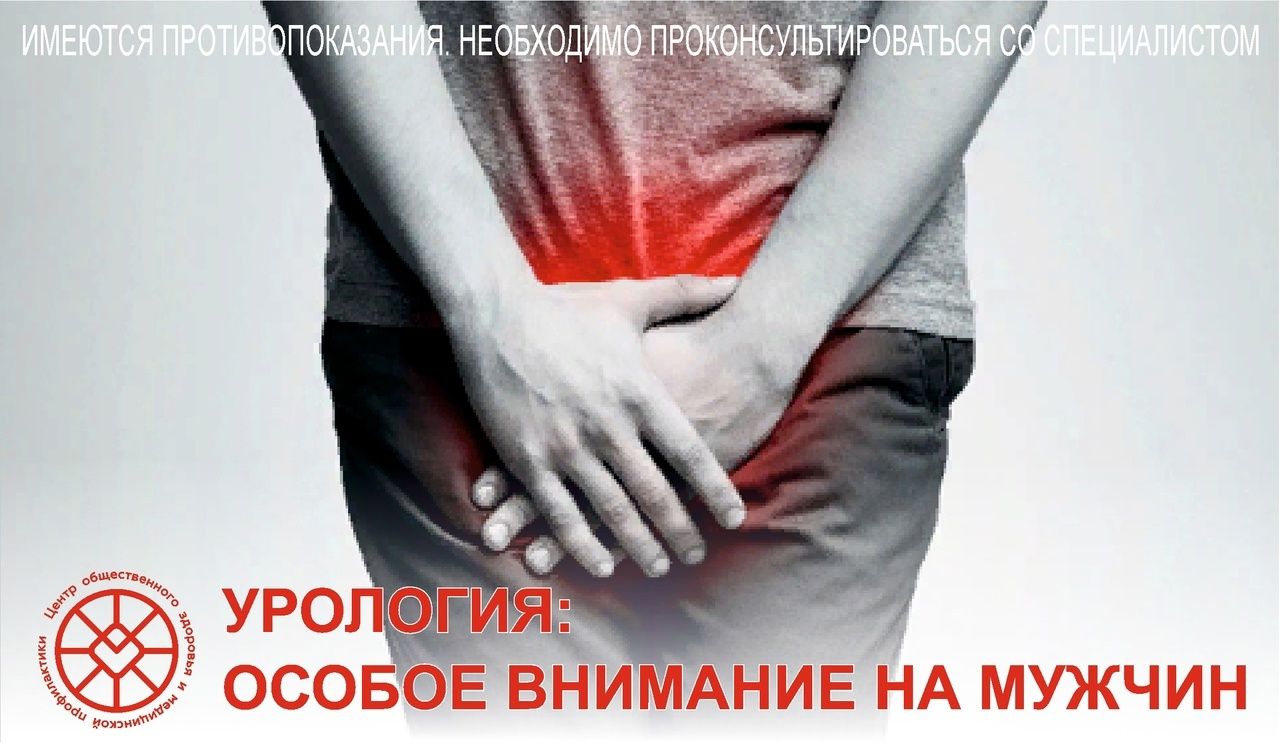 ИМЕЮТСЯ ПРОТИВОПОКАЗАНИЯ. НЕОБХОДИМО ПРОКОНСУЛЬТИРОВАТЬСЯ СО СПЕЦИАЛИСТОМ
Центр общественного здоровья и медицинской профилактики
УРОЛОГИЯ:
ОСОБОЕ ВНИМАНИЕ НА МУЖЧИН